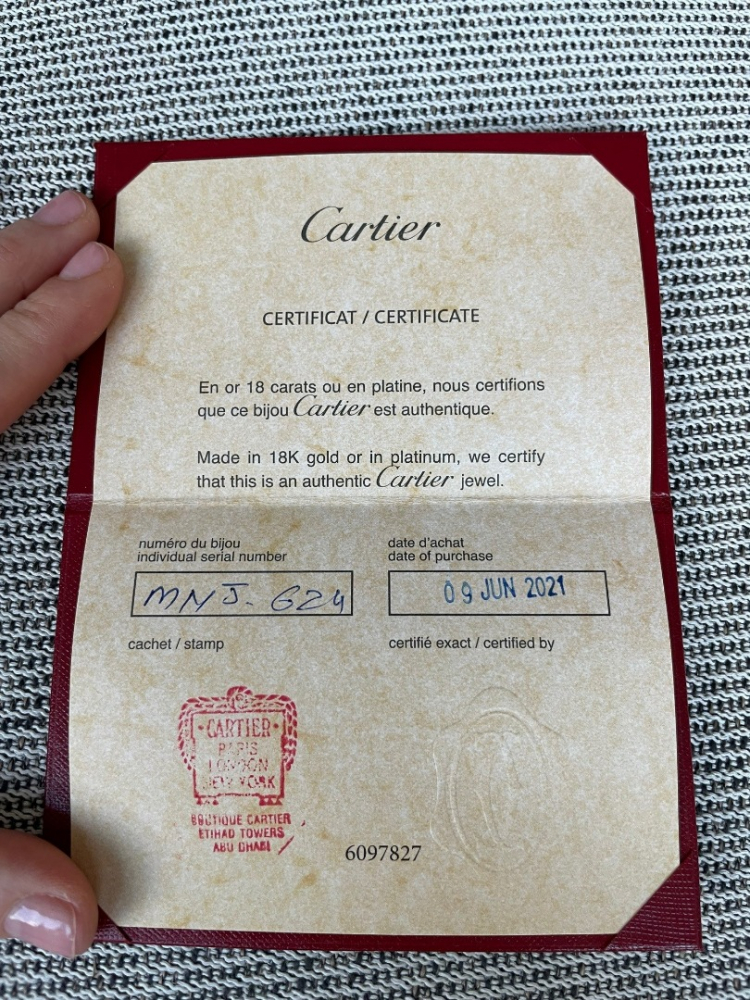 Cartier
CERTIFICAT / CERTIFICATE
En or 18 carats ou en platine, nous certifions
que ce bijou Cartier est authentique.
Made in 18K gold or in platinum, we certify
that this is an authentic Cartier jewel.
numéro du bijou
individual serial number
MNJ. 624
date d'achat
date of purchase
09 JUN 2021
cachet / stamp
certifié exact / certified by
CARTIER
PARIS
LONDON
NEW YORK
BOUTIQUE CARTIER
ETIHAD TOWERS
ABU DHABI
6097827